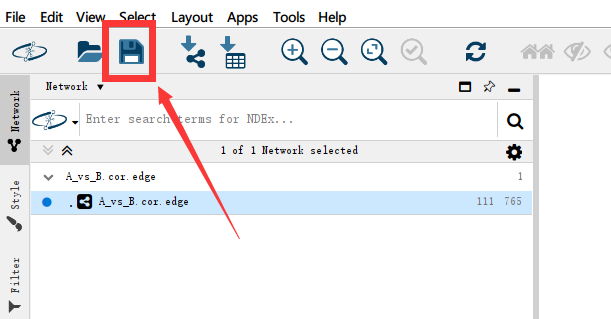 File Edit View Select Layout Apps Tools Help
Network ▼
Enter search terms for NDEx...
1 of 1 Network selected
A_vs_B.cor.edge 1
A_vs_B.cor.edge 111 765
Network
Style
Filter